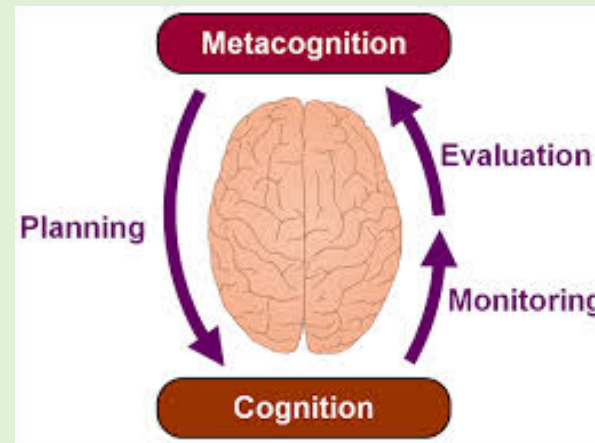 Metacognition
Evaluation
Planning
Monitoring
Cognition